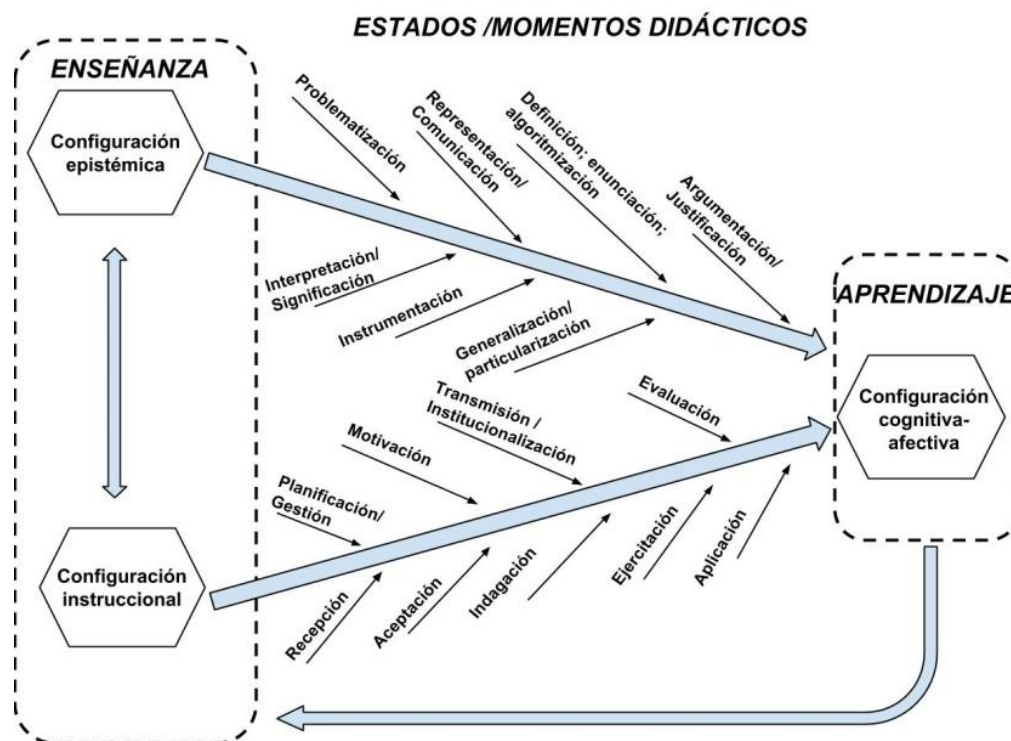 ESTADOS /MOMENTOS DIDÁCTICOS
ENSEÑANZA
Configuración
epistémica
Problematización
Representación/
Comunicación
Definición; enunciación;
algoritmización
Argumentación/
Justificación
Interpretación/
Significación
Instrumentación
Generalización/
particularización
APRENDIZAJE
Configuración
cognitiva-
afectiva
Planificación/
Gestión
Motivación
Transmisión /
Institucionalización
Evaluación
Configuración
instruccional
Recepción
Aceptación
Indagación
Ejercitación
Aplicación